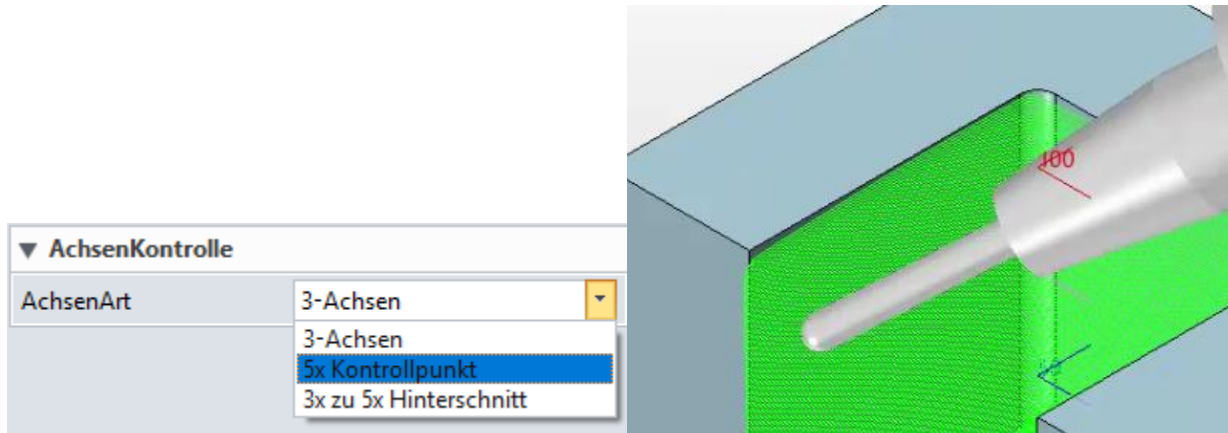 AchsenKontrolle
AchsenArt
3-Achsen
3-Achsen
5x Kontrollpunkt
3x zu 5x Hinterschnitt
100